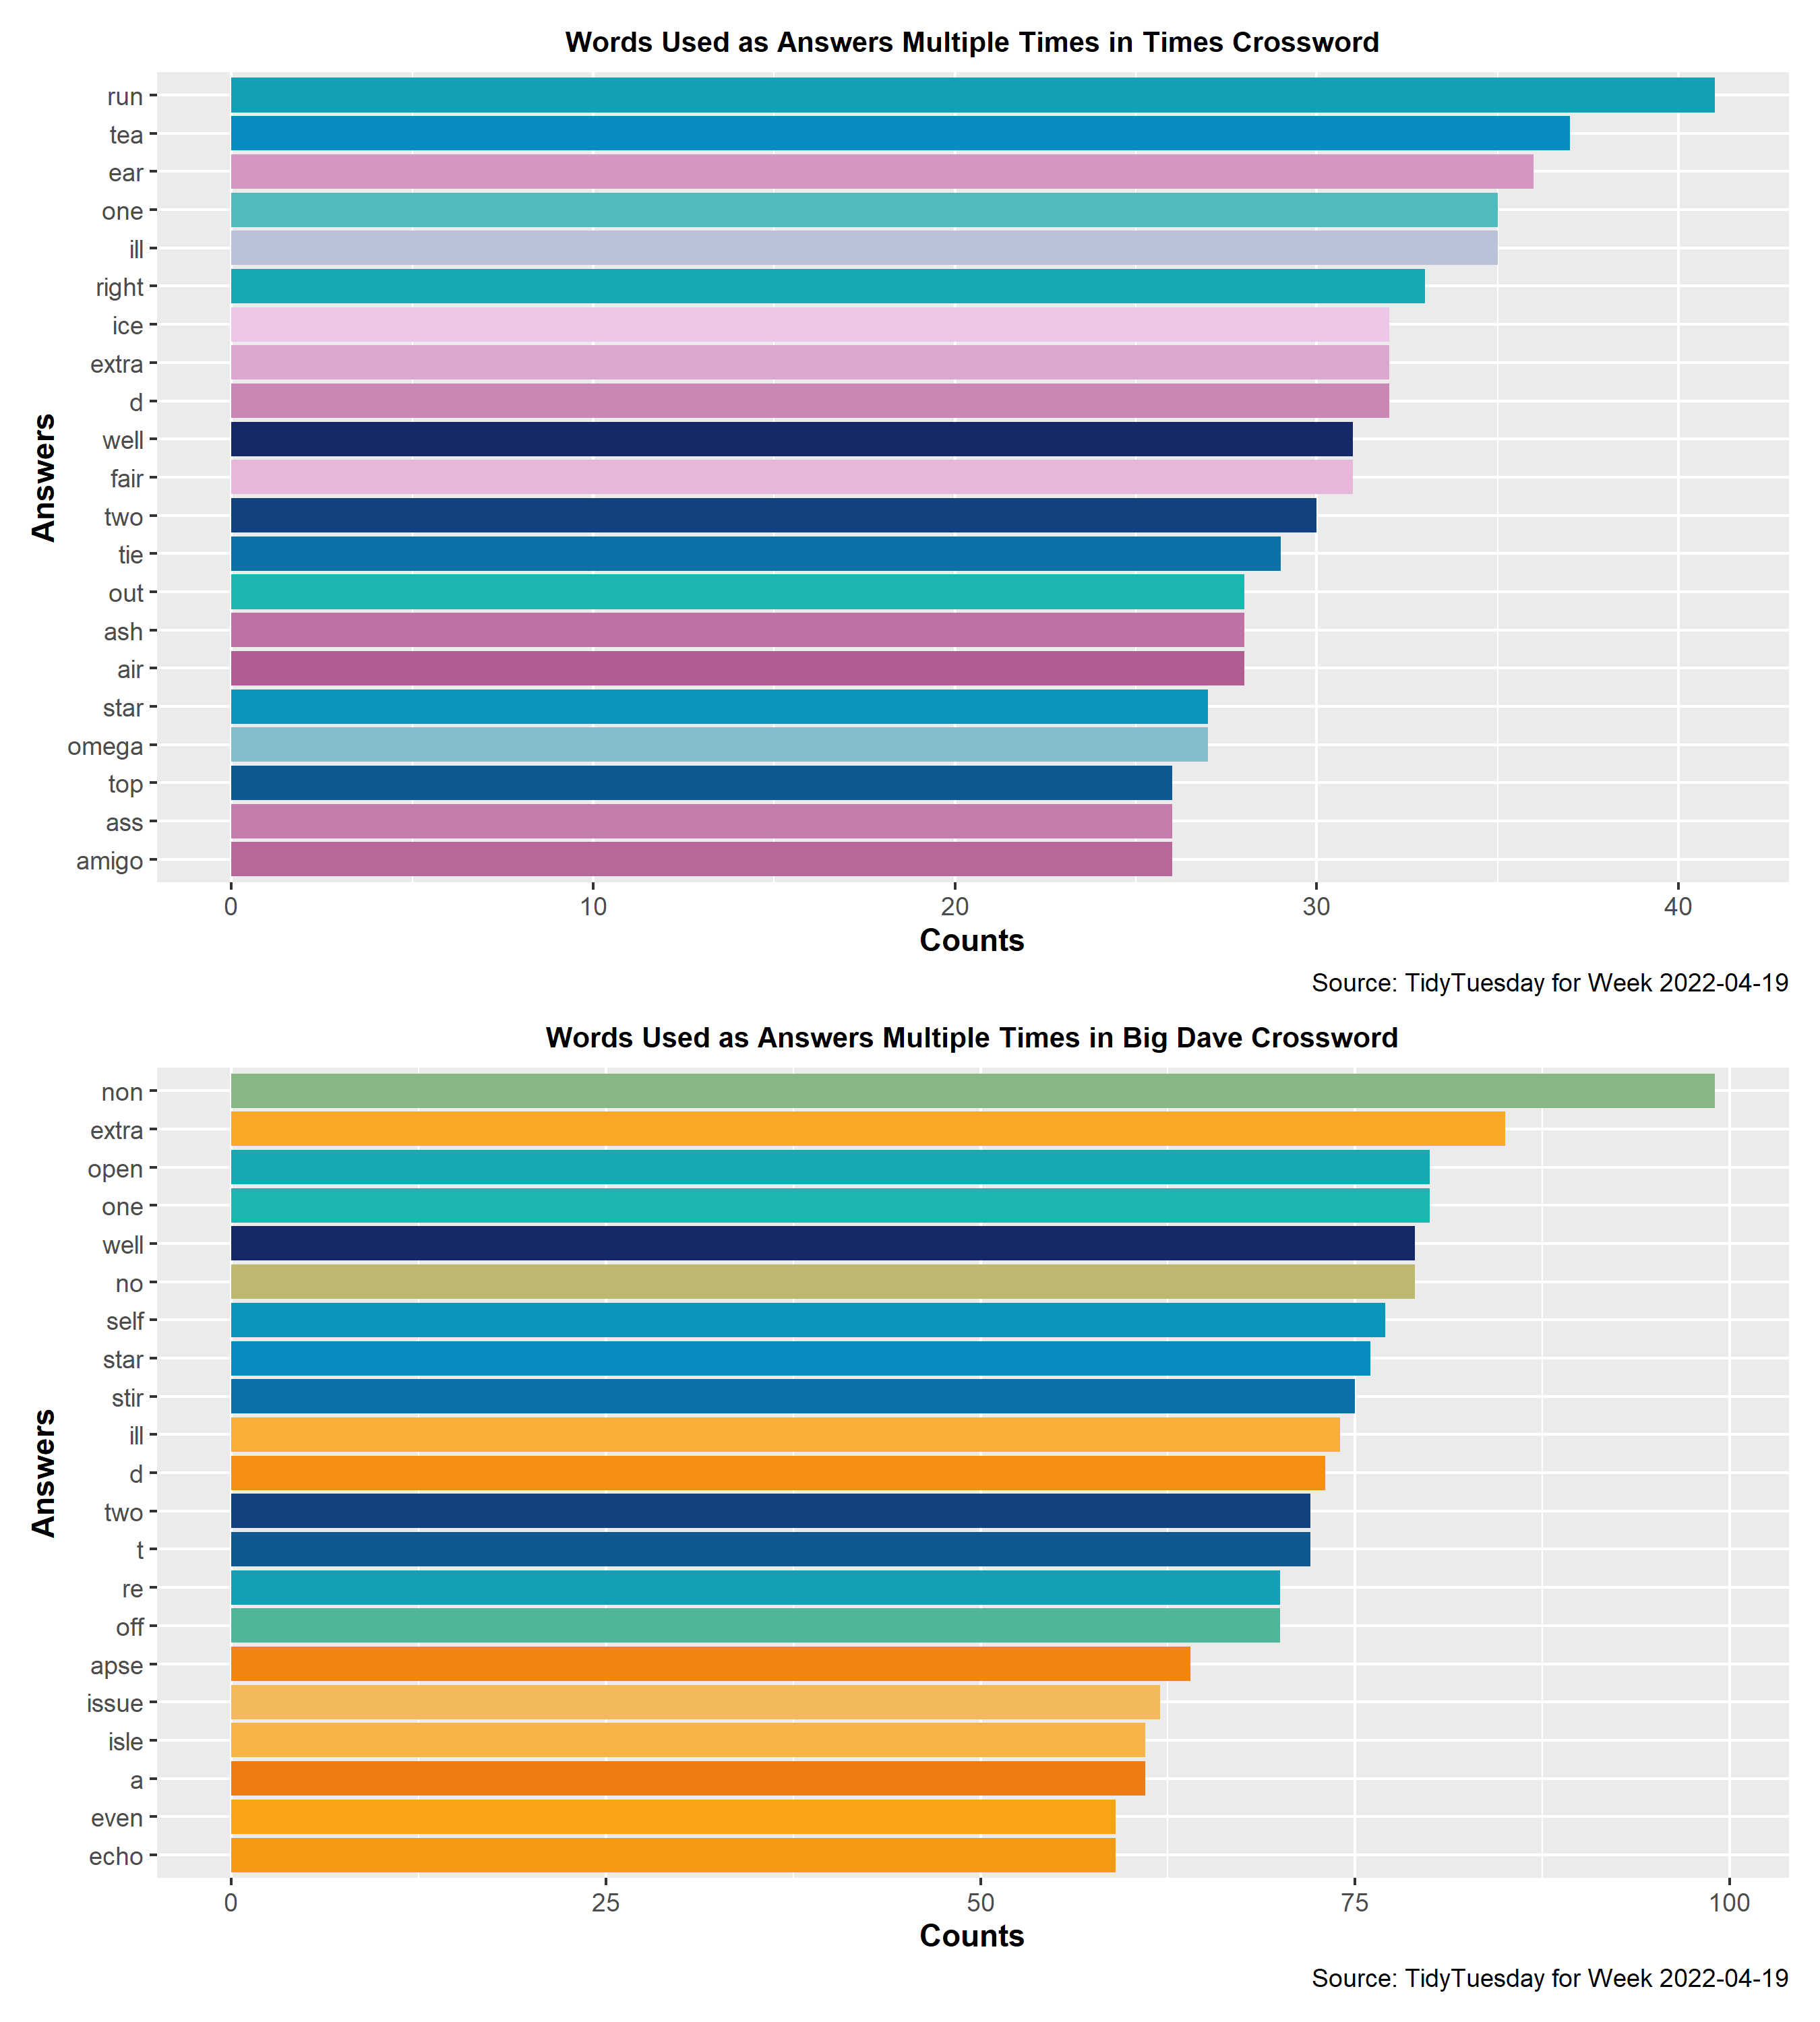 Words Used as Answers Multiple Times in Times Crossword
Answers
run
tea
ear
one
ill
right
ice
extra
d
well
fair
two
tie
out
ash
air
star
omega
top
ass
amigo
0 10 20 30 40
Counts
Source: TidyTuesday for Week 2022-04-19
Words Used as Answers Multiple Times in Big Dave Crossword
Answers
non
extra
open
one
well
no
self
star
stir
ill
d
two
t
re
off
apse
issue
isle
a
even
echo
0 25 50 75 100
Counts
Source: TidyTuesday for Week 2022-04-19